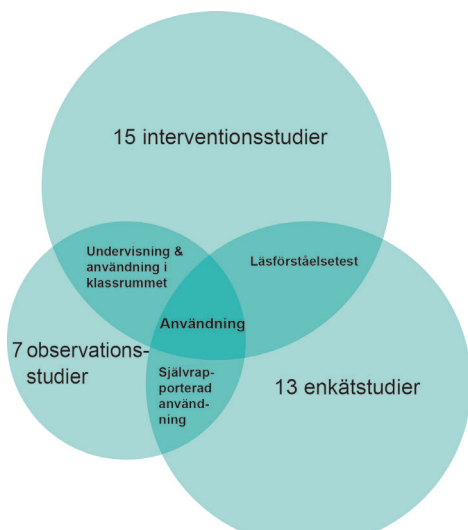 15 interventionsstudier
Undervisning &
användning i
klassrummet
Läsförståelsetest
Användning
7 observations-
studier
Självrap-
porterad
använd-
ning
13 enkätstudier